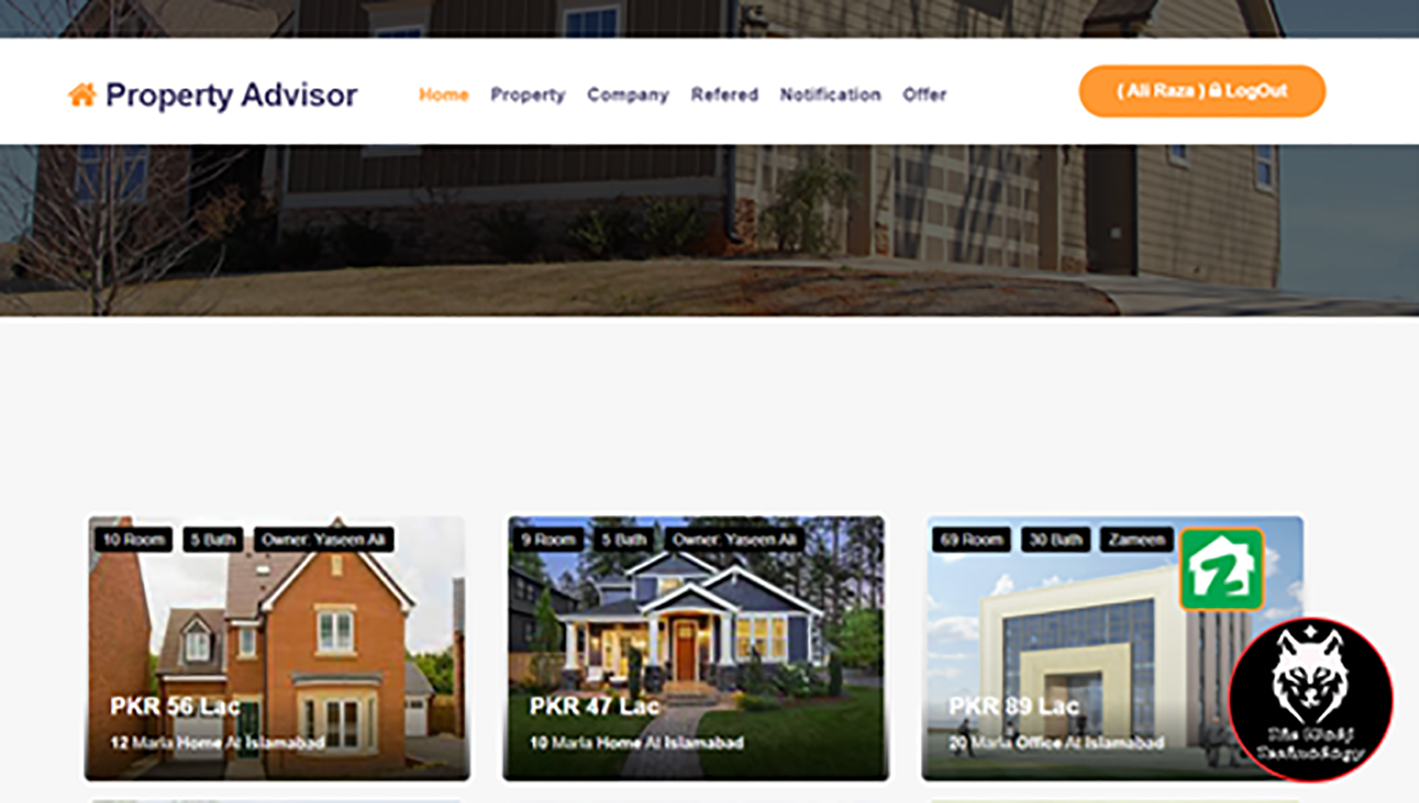 Property Advisor
Home Property Company Refered Notification Offer
( Ali Raza ) LogOut
10 Room 5 Bath Owner: Yaseen Ali
PKR 56 Lac
12 Marla Home At Islamabad
9 Room 5 Bath Owner: Yaseen Ali
PKR 47 Lac
10 Marla Home At Islamabad
69 Room 30 Bath Zameen
PKR 89 Lac
20 Marla Office At Islamabad
Technology